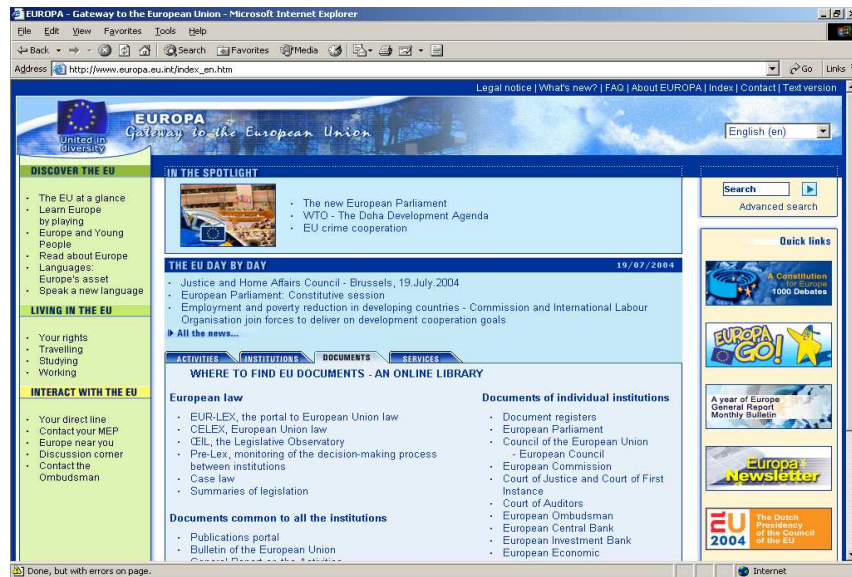 EUROPA - Gateway to the European Union - Microsoft Internet Explorer
File Edit View Favorites Tools Help
Back Search Favorites Media
Address http://www.europa.eu.int/index_en.htm Go Links
Legal notice | What's new? | FAQ | About EUROPA | Index | Contact | Text version
EUROPA
Gateway to the European Union
United in
diversity
English (en)
DISCOVER THE EU
· The EU at a glance
· Learn Europe
by playing
· Europe and Young
People
· Read about Europe
· Languages:
Europe's asset
· Speak a new language
LIVING IN THE EU
· Your rights
· Travelling
· Studying
· Working
INTERACT WITH THE EU
· Your direct line
· Contact your MEP
· Europe near you
· Discussion corner
· Contact the
Ombudsman
IN THE SPOTLIGHT
· The new European Parliament
· WTO - The Doha Development Agenda
· EU crime cooperation
THE EU DAY BY DAY 19/07/2004
· Justice and Home Affairs Council - Brussels, 19.July.2004
· European Parliament: Constitutive session
· Employment and poverty reduction in developing countries - Commission and International Labour
Organisation join forces to deliver on development cooperation goals
All the news...
ACTIVITIES INSTITUTIONS DOCUMENTS SERVICES
WHERE TO FIND EU DOCUMENTS - AN ONLINE LIBRARY
European law
· EUR-LEX, the portal to European Union law
· CELEX, European Union law
· ŒIL, the Legislative Observatory
· Pre-Lex, monitoring of the decision-making process
between institutions
· Case law
· Summaries of legislation
Documents common to all the institutions
· Publications portal
· Bulletin of the European Union
· General Report on the Activities
Documents of individual institutions
· Document registers
· European Parliament
· Council of the European Union
- European Council
· European Commission
· Court of Justice and Court of First
Instance
· Court of Auditors
· European Ombudsman
· European Central Bank
· European Investment Bank
· European Economic
Search
Advanced search
Quick links
A Constitution
for Europe
1000 Debates
EUROPA
GO!
A year of Europe
General Report
Monthly Bulletin
Europa
Newsletter
EU
2004
The Dutch
Presidency
of the Council
of the EU
Done, but with errors on page. Internet